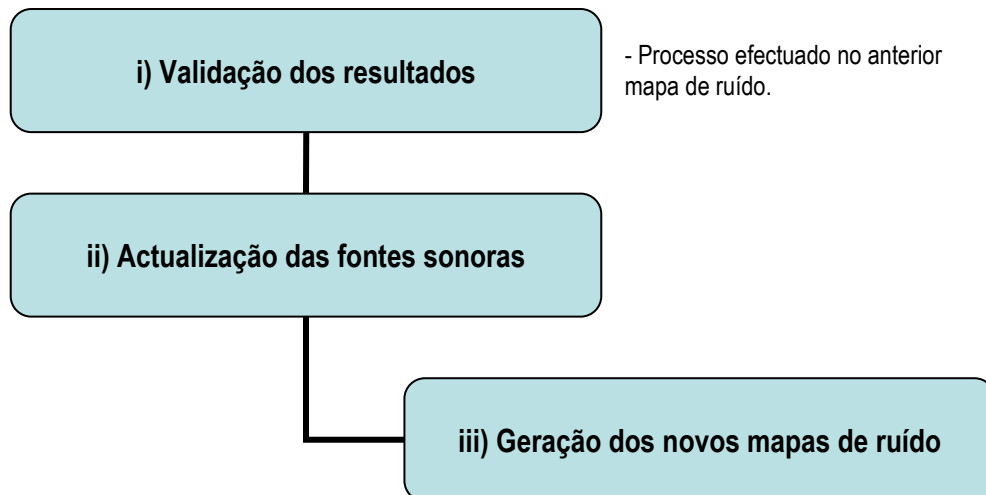 i) Validação dos resultados
- Processo efectuado no anterior
mapa de ruído.
ii) Actualização das fontes sonoras
iii) Geração dos novos mapas de ruído